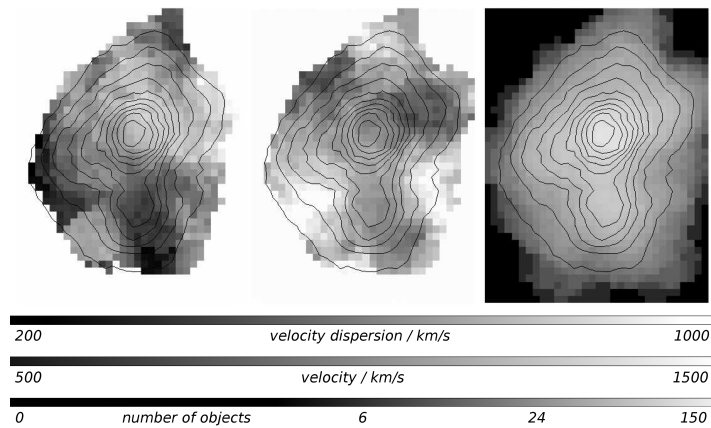 200 velocity dispersion / km/s 1000
500 velocity / km/s 1500
0 number of objects 6 24 150